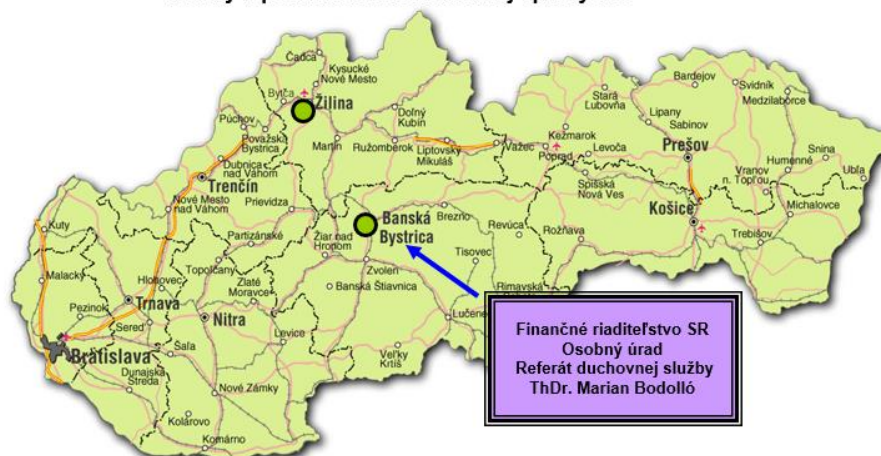 Čadca
Kysucké
Nové Mesto
Bytča
Žilina
Púchov
Považská
Bystrica
Dubnica
nad Váhom
Trenčín
Nové Mesto
nad Váhom
Martin
Dolný
Kubín
Ružomberok
Liptovský
Mikuláš
Važec
Poprad
Kežmarok
Stará
Ľubovňa
Levoča
Lipany
Sabinov
Prešov
Bardejov
Svidník
Medzilaborce
Snina
Humenné
Ubľa
Vranov
n. Topľou
Michalovce
Spišská
Nová Ves
Košice
Trebišov
Prievidza
Partizánske
Topoľčany
Žiar nad
Hronom
Banská
Bystrica
Brezno
Revúca
Rožňava
Tisovec
Rimavská
Zvolen
Banská Štiavnica
Kuty
Malacky
Hlohovec
Zlaté
Moravce
Pezinok
Trnava
Sereď
Nitra
Levice
Bratislava
Šaľa
Dunajská
Streda
Nové Zámky
Veľký
Krtíš
Kolárovo
Komárno
Finančné riaditeľstvo SR
Osobný úrad
Referát duchovnej služby
ThDr. Marian Bodolló